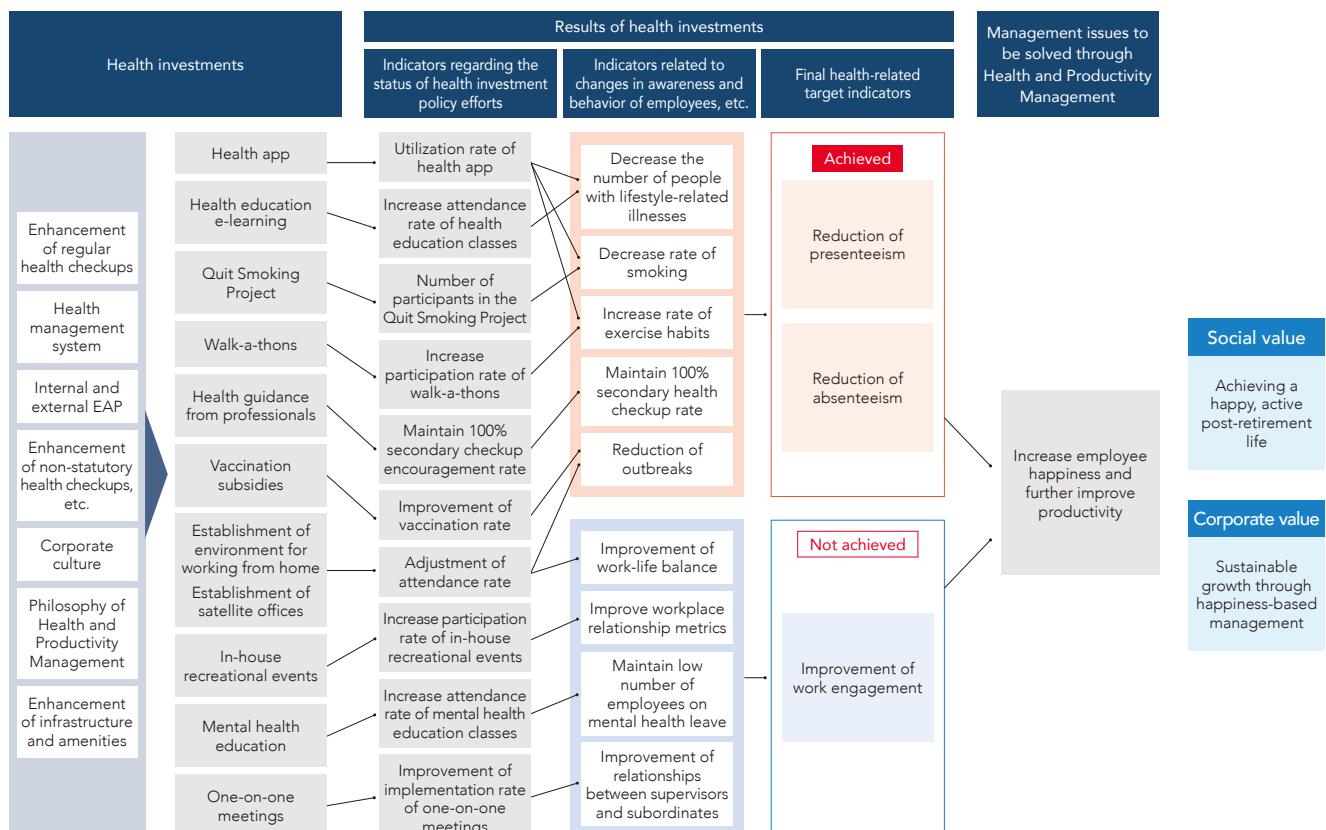 Health investments
Results of health investments
Indicators regarding the
status of health investment
policy efforts
Indicators related to
changes in awareness and
behavior of employees, etc.
Final health-related
target indicators
Management issues to
be solved through
Health and Productivity
Management
Enhancement
of regular
health checkups
Health
management
system
Internal and
external EAP
Enhancement
of non-statutory
health checkups,
etc.
Corporate
culture
Philosophy of
Health and
Productivity
Management
Enhancement
of infrastructure
and amenities
Health app
Health education
e-learning
Quit Smoking
Project
Walk-a-thons
Health guidance
from professionals
Vaccination
subsidies
Establishment of
environment for
working from home
Establishment of
satellite offices
In-house
recreational events
Mental health
education
One-on-one
meetings
Utilization rate of
health app
Increase attendance
rate of health
education classes
Number of
participants in the
Quit Smoking Project
Increase
participation rate of
walk-a-thons
Maintain 100%
secondary checkup
encouragement rate
Improvement of
vaccination rate
Adjustment of
attendance rate
Increase participation
rate of in-house
recreational events
Increase attendance
rate of mental health
education classes
Improvement of
implementation rate
of one-on-one
meetings
Decrease the
number of people
with lifestyle-related
illnesses
Decrease rate of
smoking
Increase rate of
exercise habits
Maintain 100%
secondary health
checkup rate
Reduction of
outbreaks
Improvement of
work-life balance
Improve workplace
relationship metrics
Maintain low
number of
employees on
mental health leave
Improvement of
relationships
between supervisors
and subordinates
Achieved
Reduction of
presenteeism
Reduction of
absenteeism
Not achieved
Improvement of
work engagement
Increase employee
happiness and
further improve
productivity
Social value
Achieving a
happy, active
post-retirement
life
Corporate value
Sustainable
growth through
happiness-based
management